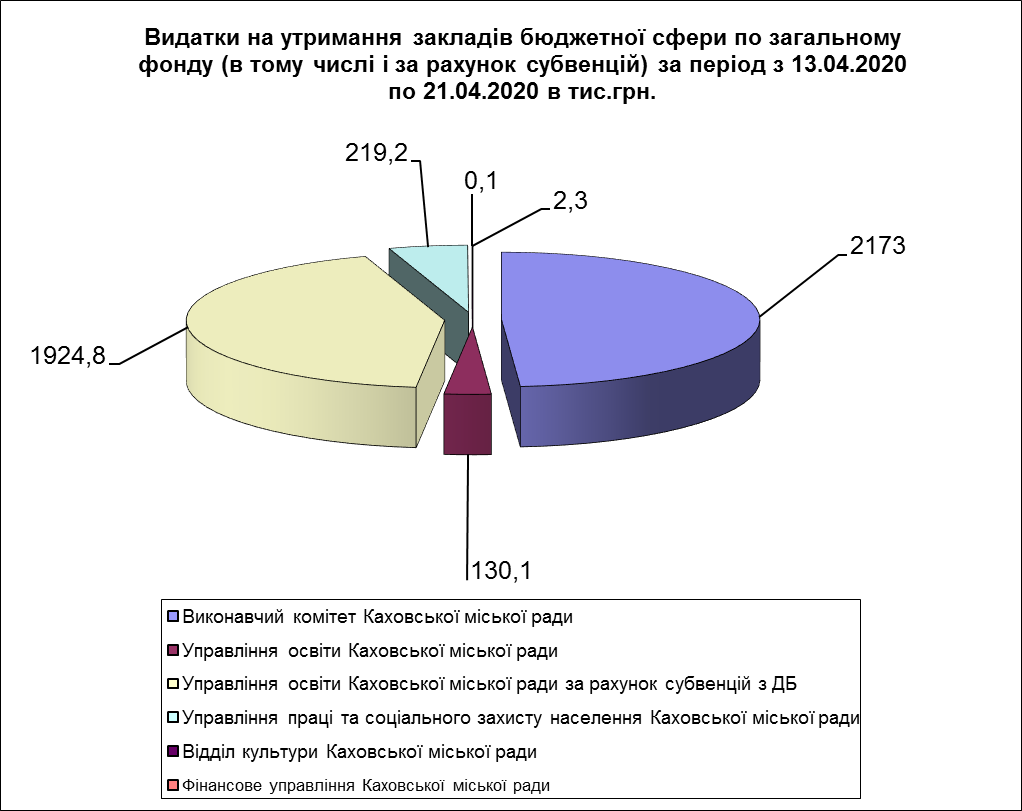 Видатки на утримання закладів бюджетної сфери по загальному
фонду (в тому числі і за рахунок субвенцій) за період з 13.04.2020
по 21.04.2020 в тис.грн.
219,2
0,1
2,3
2173
1924,8
130,1
Виконавчий комітет Каховської міської ради
Управління освіти Каховської міської ради
Управління освіти Каховської міської ради за рахунок субвенцій з ДБ
Управління праці та соціального захисту населення Каховської міської ради
Відділ культури Каховської міської ради
Фінансове управління Каховської міської ради